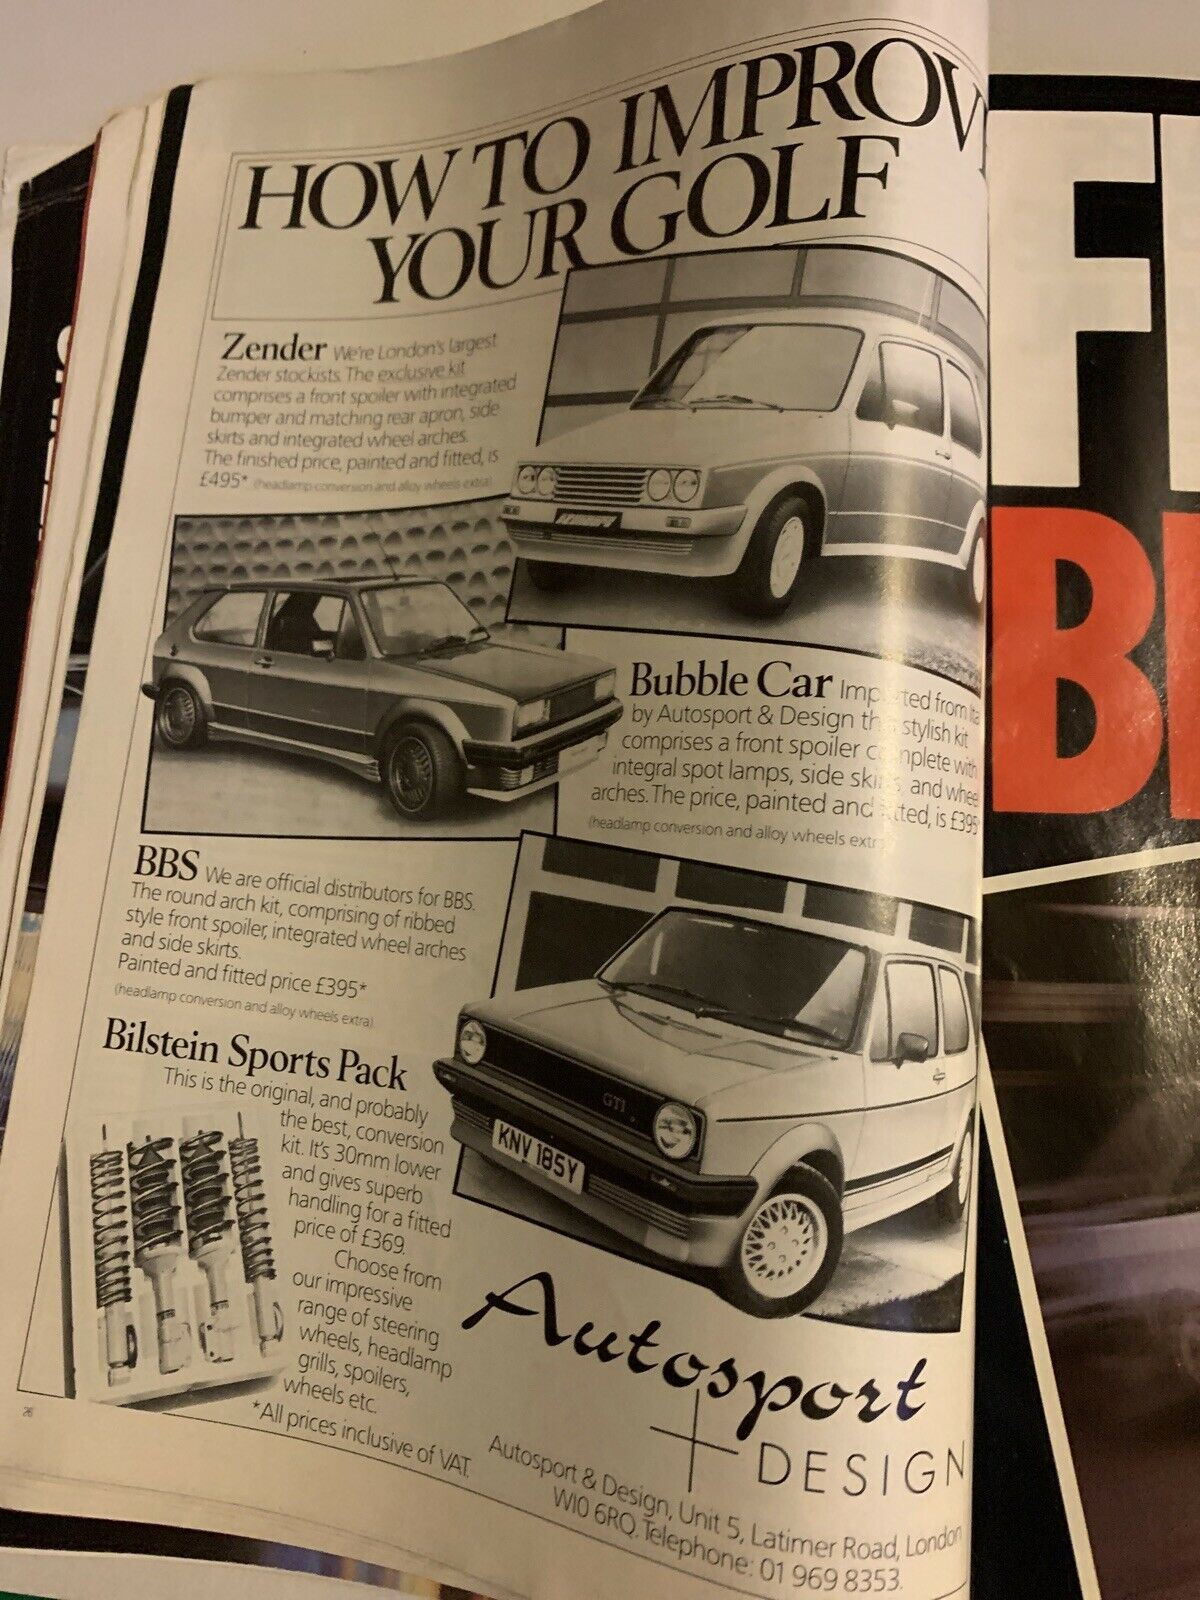 HOW TO IMPROV
YOUR GOLF
Zender We're London's largest
Zender stockists. The exclusive kit
comprises a front spoiler with integrated
bumper and matching rear apron, side
skirts and integrated wheel arches.
The finished price, painted and fitted, is
£495* (headlamp conversion and alloy wheels extra)
Bubble Car Imported from Ita
by Autosport & Design this stylish kit
comprises a front spoiler complete with
integral spot lamps, side skirts, and whee
arches. The price, painted and fitted, is £395
(headlamp conversion and alloy wheels extr
BBS We are official distributors for BBS.
The round arch kit, comprising of ribbed
style front spoiler, integrated wheel arches
and side skirts.
Painted and fitted price £395*
(headlamp conversion and alloy wheels extra)
GTI
KNV 185Y
Bilstein Sports Pack
This is the original, and probably
the best, conversion
kit. It's 30mm lower
and gives superb
handling for a fitted
price of £369.
Choose from
our impressive
range of steering
wheels, headlamp
grills, spoilers,
wheels etc.
*All prices inclusive of VAT.
Autosport
+ DESIGN
Autosport & Design, Unit 5, Latimer Road, London
W10 6RQ. Telephone: 01 969 8353.
26